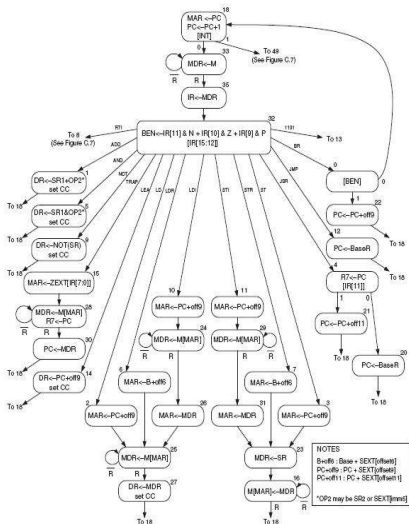 18
MAR <–PC
PC<–PC+1
[INT]
0
1
To 49
(See Figure C.7)
33
MDR<–M
R
R
35
IR<–MDR
32
BEN<–IR[11] & N + IR[10] & Z + IR[9] & P
[IR[15:12]]
To 8
(See Figure C.7)
RTI
1101
To 13
ADD
AND
NOT
TRAP
LEA
LD
LDR
LDI
STI
STR
ST
JSR
JMP
BR
1
DR<–SR1+OP2*
set CC
To 18
5
DR<–SR1&OP2*
set CC
To 18
9
DR<–NOT(SR)
set CC
To 18
15
MAR<–ZEXT[IR[7:0]]
28
MDR<–M[MAR]
R7<–PC
R
R
30
PC<–MDR
To 18
14
DR<–PC+off9
set CC
To 18
0
[BEN]
0
1
22
PC<–PC+off9
To 18
12
PC<–BaseR
To 18
4
R7<–PC
[IR[11]]
1
0
21
PC<–PC+off11
To 18
20
PC<–BaseR
To 18
10
MAR<–PC+off9
24
MDR<–M[MAR]
R
R
11
MAR<–PC+off9
29
MDR<–M[MAR]
R
R
6
MAR<–B+off6
7
MAR<–B+off6
2
MAR<–PC+off9
26
MAR<–MDR
31
MAR<–MDR
3
MAR<–PC+off9
25
MDR<–M[MAR]
R
R
27
DR<–MDR
set CC
To 18
23
MDR<–SR
16
M[MAR]<–MDR
R
R
To 18
NOTES
B+off6 : Base + SEXT[offset6]
PC+off9 : PC + SEXT[offset9]
PC+off11 : PC + SEXT[offset11]
*OP2 may be SR2 or SEXT[imm5]